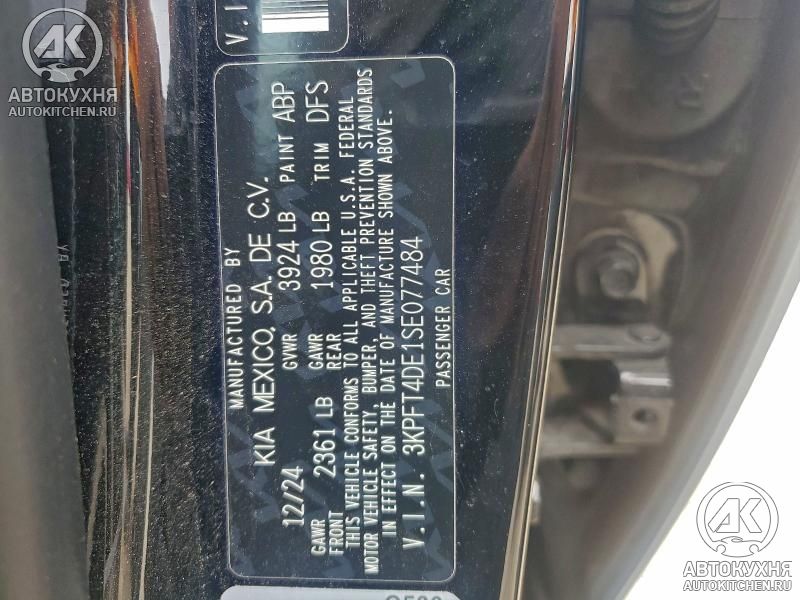 V.I
MANUFACTURED BY
KIA MEXICO, S.A. DE C.V.
12/24 GVWR 3924 LB PAINT ABP
GAWR FRONT 2361 LB GAWR REAR 1980 LB TRIM DFS
THIS VEHICLE CONFORMS TO ALL APPLICABLE U.S.A. FEDERAL
MOTOR VEHICLE SAFETY, BUMPER, AND THEFT PREVENTION STANDARDS
IN EFFECT ON THE DATE OF MANUFACTURE SHOWN ABOVE.
V.I.N. 3KPFT4DE1SE077484
PASSENGER CAR
AK
АВТОКУХНЯ
AUTOKITCHEN.RU
AK
АВТОКУХНЯ
AUTOKITCHEN.RU